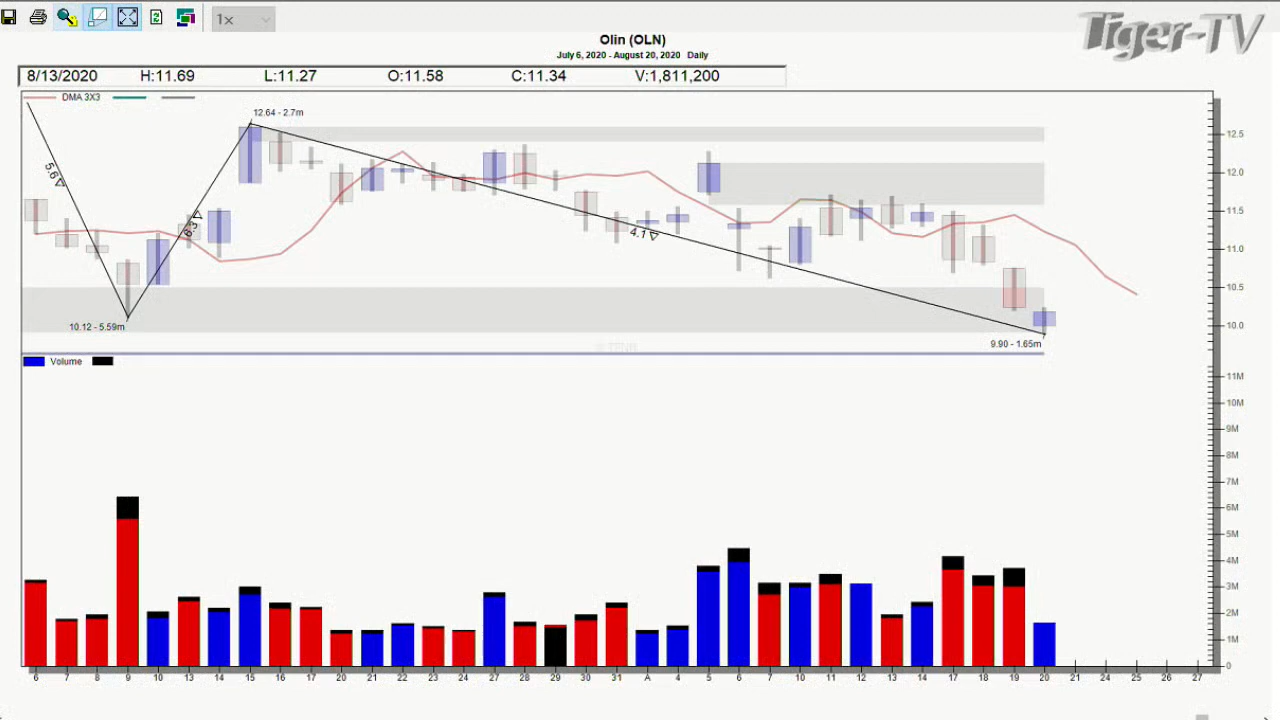 1x
Tiger-TV
Olin (OLN)
July 6, 2020 - August 20, 2020 Daily
8/13/2020 H:11.69 L:11.27 O:11.58 C:11.34 V:1,811,200
DMA 3X3
12.64 - 2.7m
5.6
6.3
4.1
10.12 - 5.59m
9.90 - 1.65m
12.5
12.0
11.5
11.0
10.5
10.0
Volume
11M
10M
9M
8M
7M
6M
5M
4M
3M
2M
1M
0
6 7 8 9 10 13 14 15 16 17 20 21 22 23 24 27 28 29 30 31 A 4 5 6 7 10 11 12 13 14 17 18 19 20 21 24 25 26 27